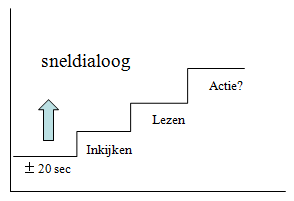 sneldialoog
Actie?
Lezen
Inkijken
± 20 sec